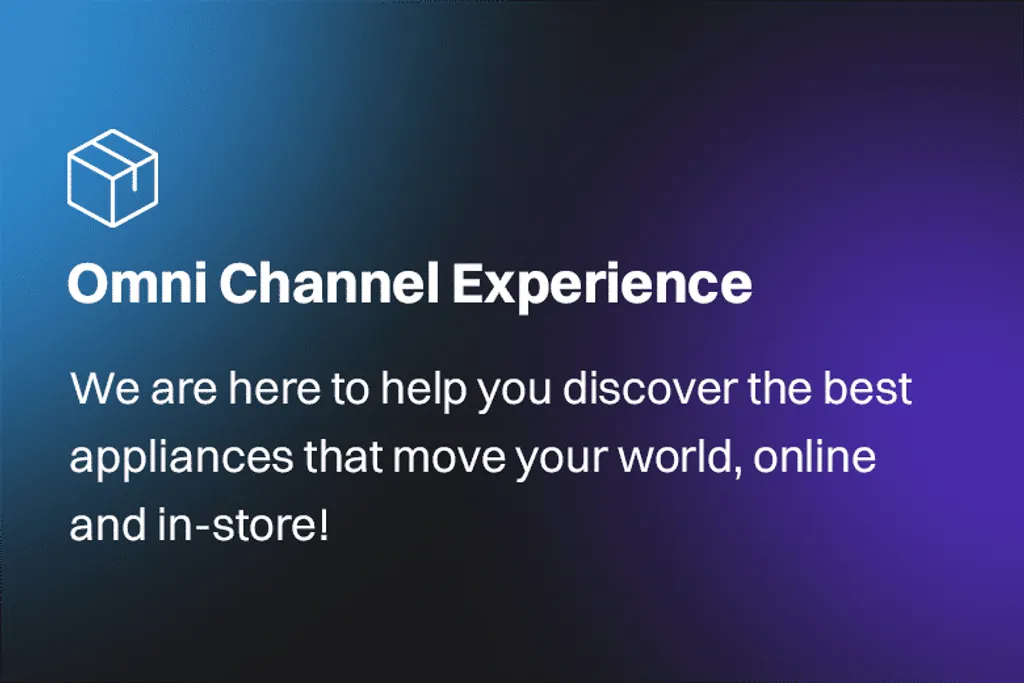 Omni Channel Experience
We are here to help you discover the best
appliances that move your world, online
and in-store!